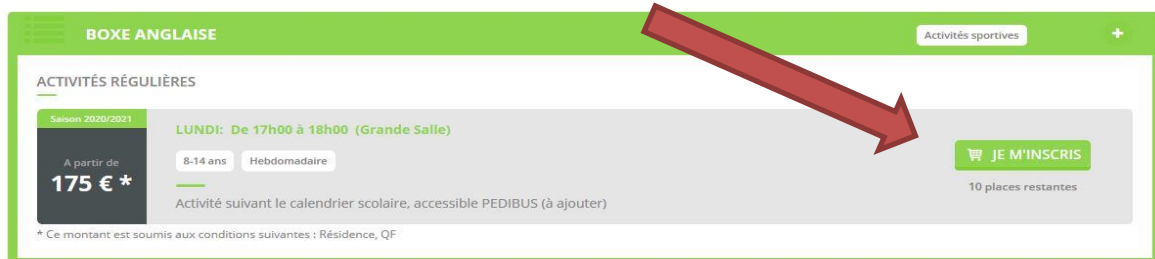 BOXE ANGLAISE
Activités sportives
+
ACTIVITÉS RÉGULIÈRES
Saison 2020/2021
A partir de
175 € *
LUNDI: De 17h00 à 18h00 (Grande Salle)
8-14 ans Hebdomadaire
Activité suivant le calendrier scolaire, accessible PEDIBUS (à ajouter)
JE M'INSCRIS
10 places restantes
* Ce montant est soumis aux conditions suivantes : Résidence, QF